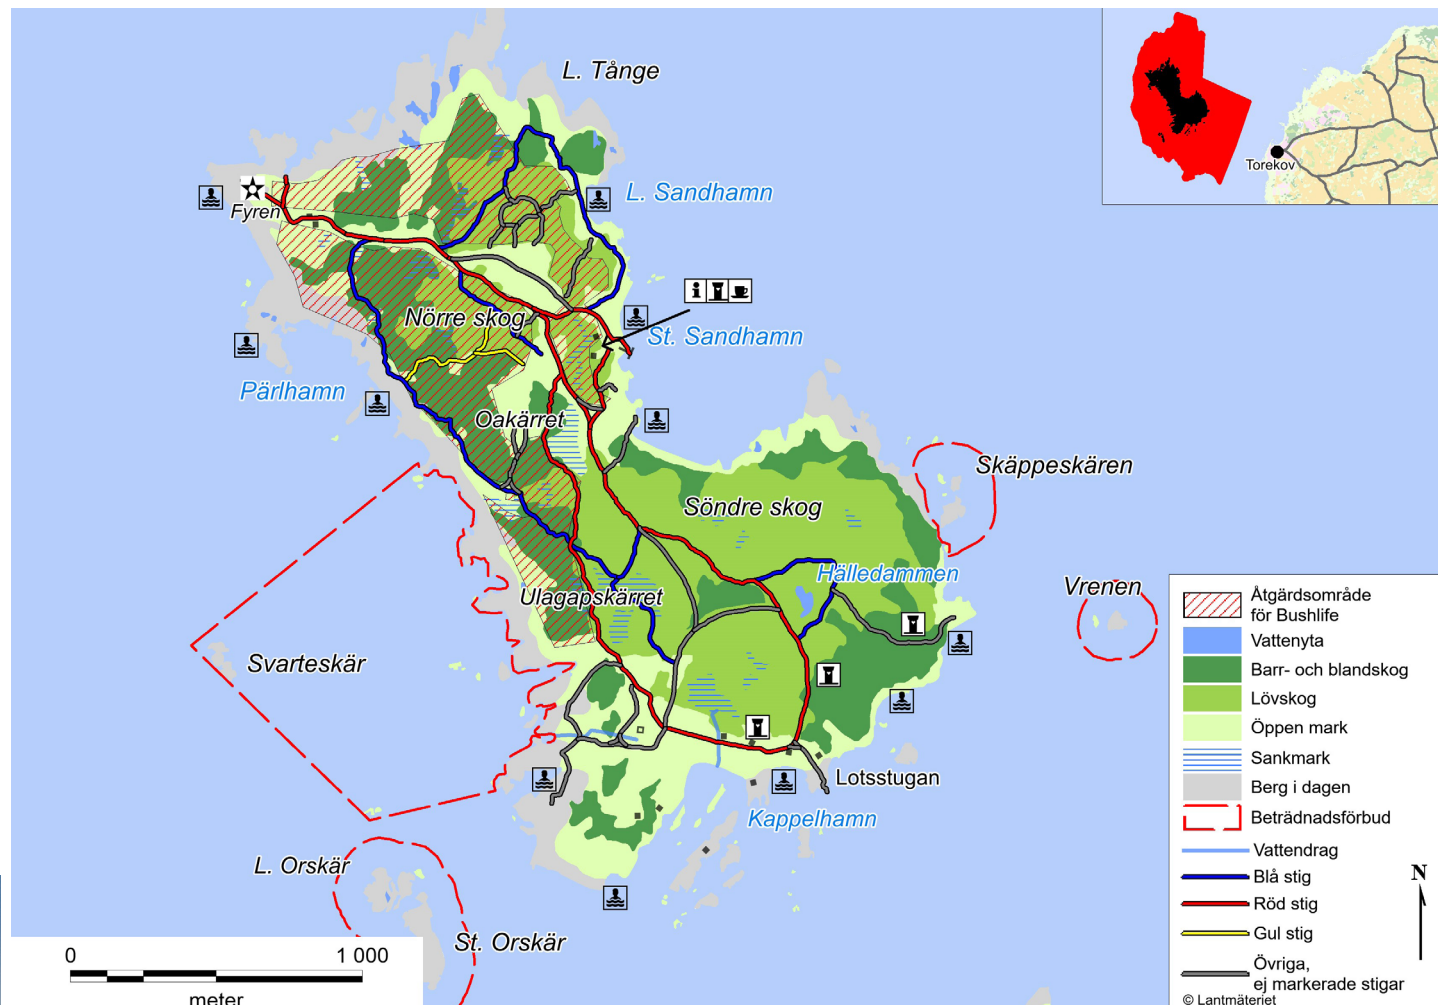 L. Tånge
Torekov
Fyren
L. Sandhamn
Nörre skog
St. Sandhamn
Pärlhamn
Oakärret
Skäppeskären
Söndre skog
Hälledammen
Vrenen
Ulagapskärret
Svarteskär
Lotsstugan
Kappelhamn
L. Orskär
St. Orskär
0 1 000
meter
Åtgärdsområde
för Bushlife
Vattenyta
Barr- och blandskog
Lövskog
Öppen mark
Sankmark
Berg i dagen
Beträdnadsförbud
Vattendrag
Blå stig
Röd stig
Gul stig
Övriga,
ej markerade stigar
N
© Lantmäteriet